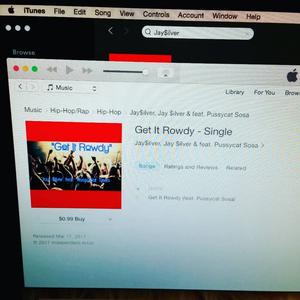 iTunes File Edit View Controls Account Window Help
Jay$ilver
Browse
Music
Library For You Brows
Music > Hip-Hop/Rap > Hip-Hop > Jay$ilver, Jay $ilver & feat. Pussycat Sosa
Get It Rowdy - Single
Jay$ilver, Jay $ilver & feat. Pussycat Sosa >
"Get It Rowdy"
Songs Ratings and Reviews Related
Get It Rowdy (feat. Pussycat Sosa)
$0.99 Buy
Released Mar 17, 2017
© 2017 Independent Artist